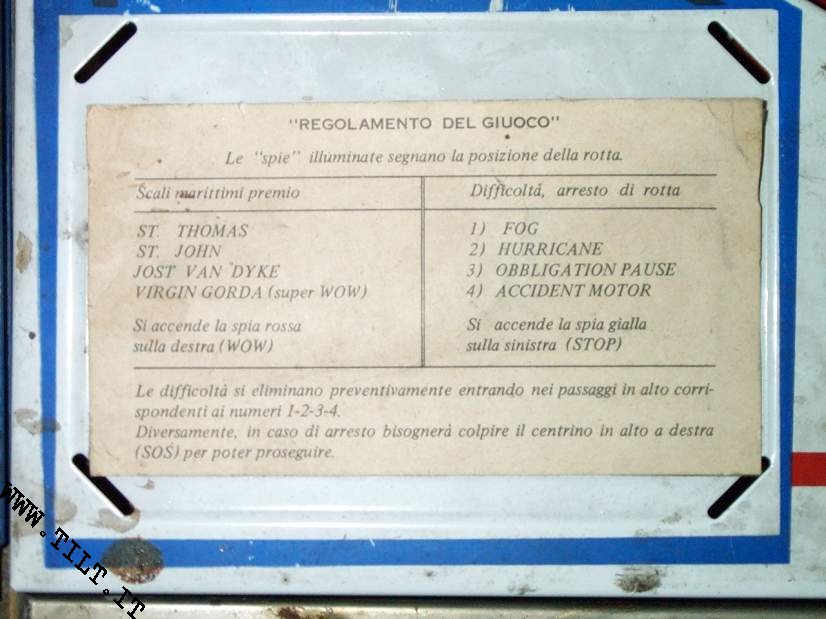 "REGOLAMENTO DEL GIUOCO"
Le "spie" illuminate segnano la posizione della rotta.
Scali marittimi premio
ST. THOMAS
ST. JOHN
JOST VAN DYKE
VIRGIN GORDA (super WOW)
Si accende la spia rossa
sulla destra (WOW)
Difficoltá, arresto di rotta
1) FOG
2) HURRICANE
3) OBBLIGATION PAUSE
4) ACCIDENT MOTOR
Si accende la spia gialla
sulla sinistra (STOP)
Le difficoltà si eliminano preventivamente entrando nei passaggi in alto corri-
spondenti ai numeri 1-2-3-4.
Diversamente, in caso di arresto bisognerà colpire il centrino in alto a destra
(SOS) per poter proseguire.
WWW.TILT.IT